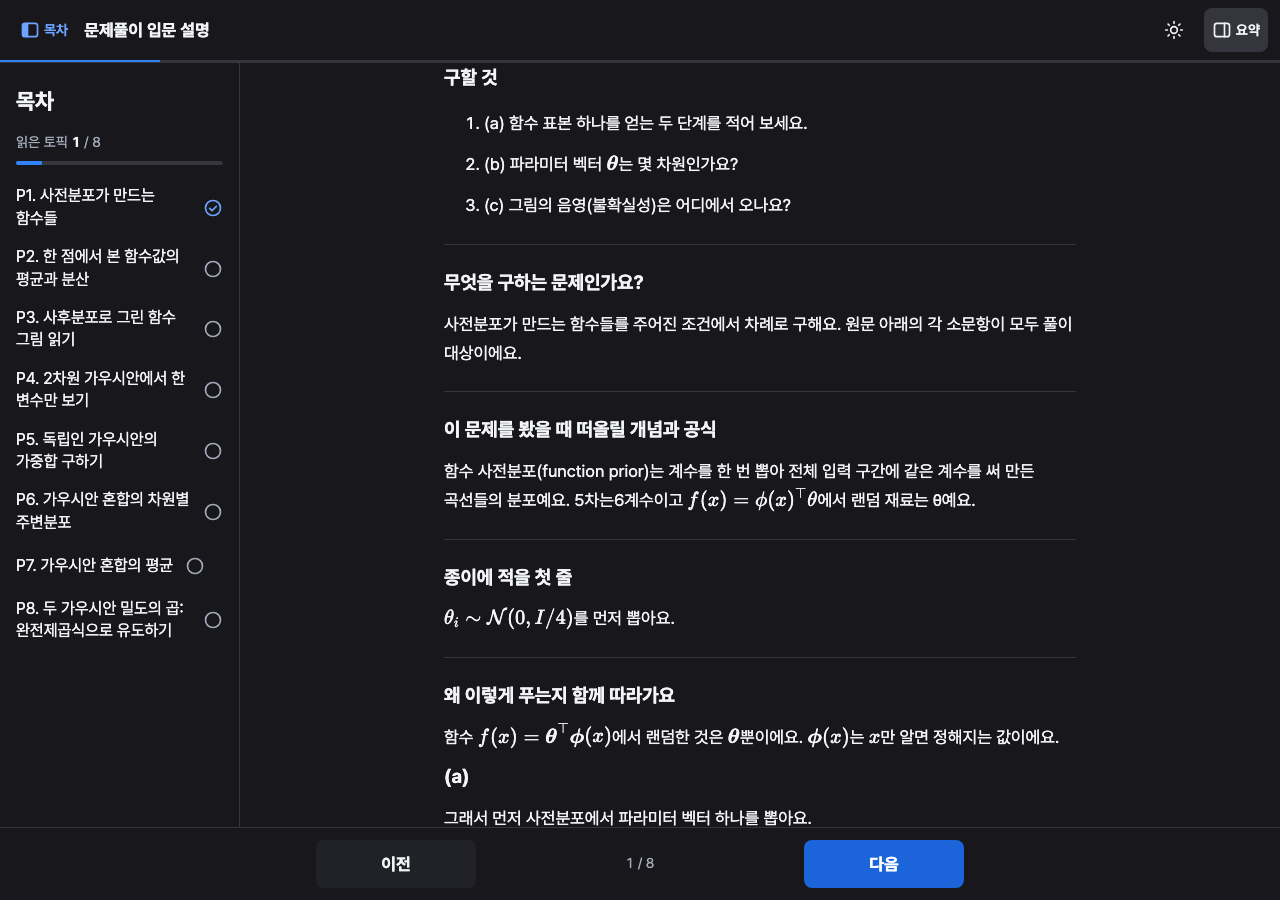 목차
문제풀이 입문 설명
요약
목차
읽은 토픽 1 / 8
P1. 사전분포가 만드는
함수들
P2. 한 점에서 본 함수값의
평균과 분산
P3. 사후분포로 그린 함수
그림 읽기
P4. 2차원 가우시안에서 한
변수만 보기
P5. 독립인 가우시안의
가중합 구하기
P6. 가우시안 혼합의 차원별
주변분포
P7. 가우시안 혼합의 평균
P8. 두 가우시안 밀도의 곱:
완전제곱식으로 유도하기
구할 것
1. (a) 함수 표본 하나를 얻는 두 단계를 적어 보세요.
2. (b) 파라미터 벡터 θ는 몇 차원인가요?
3. (c) 그림의 음영(불확실성)은 어디에서 오나요?
무엇을 구하는 문제인가요?
사전분포가 만드는 함수들를 주어진 조건에서 차례로 구해요. 원문 아래의 각 소문항이 모두 풀이
대상이에요.
이 문제를 봤을 때 떠올릴 개념과 공식
함수 사전분포(function prior)는 계수를 한 번 뽑아 전체 입력 구간에 같은 계수를 써 만든
곡선들의 분포예요. 5차는6계수이고 f(x) = ϕ(x)⊤θ에서 랜덤 재료는 θ예요.
종이에 적을 첫 줄
θi ∼ 𝒩(0, I/4)를 먼저 뽑아요.
왜 이렇게 푸는지 함께 따라가요
함수 f(x) = θ⊤ϕ(x)에서 랜덤한 것은 θ뿐이에요. ϕ(x)는 x만 알면 정해지는 값이에요.
(a)
그래서 먼저 사전분포에서 파라미터 벡터 하나를 뽑아요.
이전
1 / 8
다음